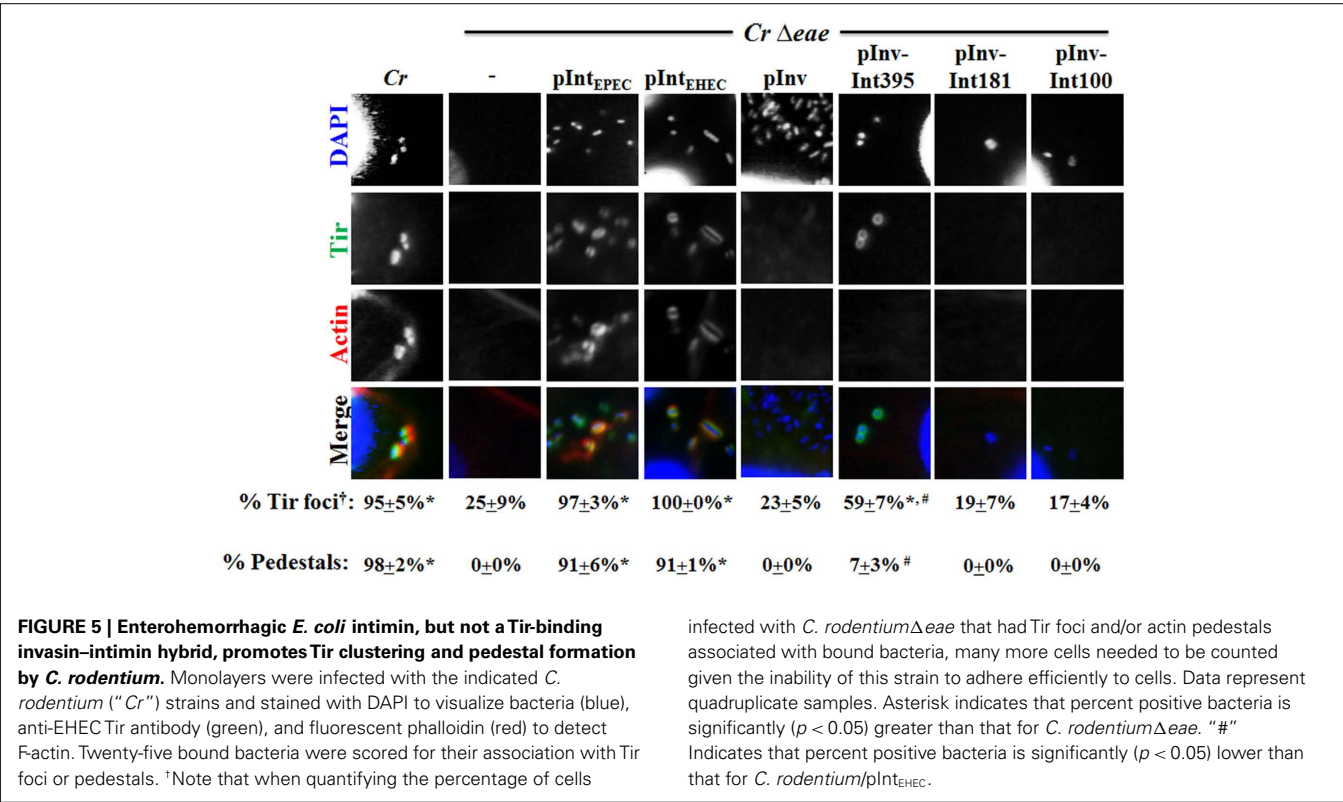 Cr Δeae
Cr - pIntEPEC pIntEHEC pInv pInv-Int395 pInv-Int181 pInv-Int100
DAPI
Tir
Actin
Merge
% Tir foci†: 95±5%* 25±9% 97±3%* 100±0%* 23±5% 59±7%*,# 19±7% 17±4%
% Pedestals: 98±2%* 0±0% 91±6%* 91±1%* 0±0% 7±3%# 0±0% 0±0%
FIGURE 5 | Enterohemorrhagic E. coli intimin, but not a Tir-binding
invasin–intimin hybrid, promotes Tir clustering and pedestal formation
by C. rodentium. Monolayers were infected with the indicated C.
rodentium ("Cr") strains and stained with DAPI to visualize bacteria (blue),
anti-EHEC Tir antibody (green), and fluorescent phalloidin (red) to detect
F-actin. Twenty-five bound bacteria were scored for their association with Tir
foci or pedestals. †Note that when quantifying the percentage of cells
infected with C. rodentiumΔeae that had Tir foci and/or actin pedestals
associated with bound bacteria, many more cells needed to be counted
given the inability of this strain to adhere efficiently to cells. Data represent
quadruplicate samples. Asterisk indicates that percent positive bacteria is
significantly (p < 0.05) greater than that for C. rodentiumΔeae. "#"
Indicates that percent positive bacteria is significantly (p < 0.05) lower than
that for C. rodentium/pIntEHEC.